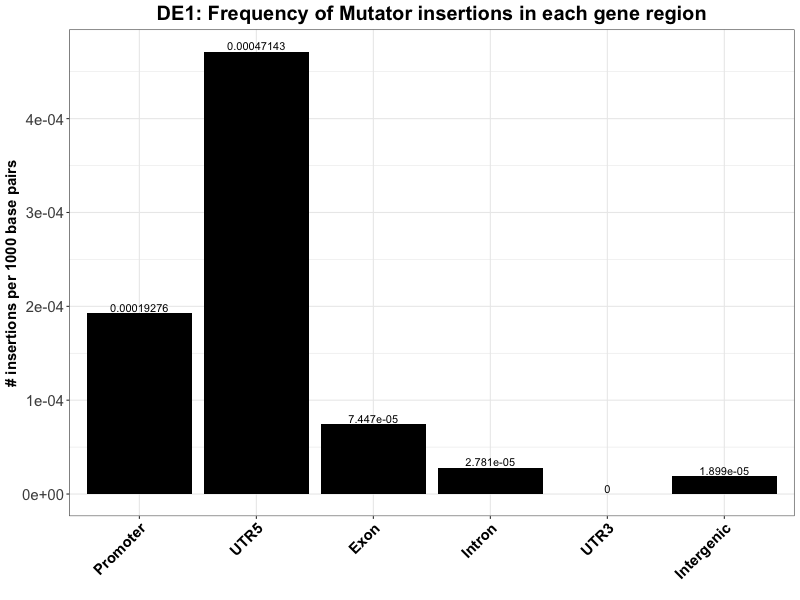 DE1: Frequency of Mutator insertions in each gene region
# insertions per 1000 base pairs
4e-04
3e-04
2e-04
1e-04
0e+00
0.00019276
0.00047143
7.447e-05
2.781e-05
0
1.899e-05
Promoter
UTR5
Exon
Intron
UTR3
Intergenic